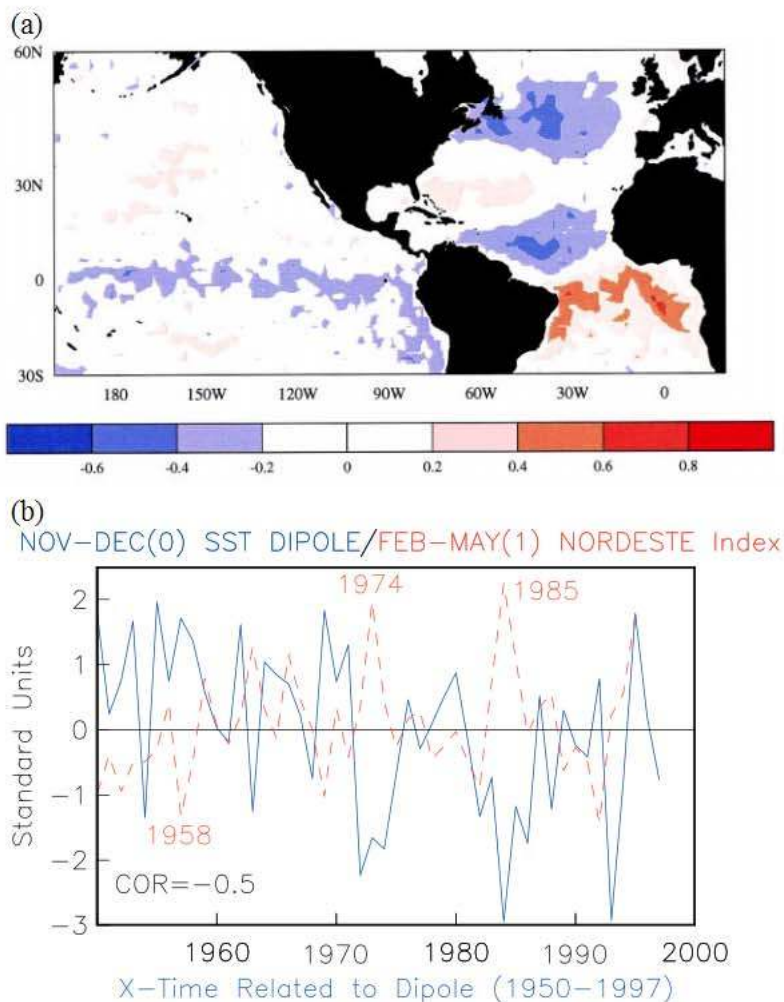 (a)
60N
30N
0
30S
180 150W 120W 90W 60W 30W 0
-0.6 -0.4 -0.2 0 0.2 0.4 0.6 0.8
(b)
NOV-DEC(0) SST DIPOLE/FEB-MAY(1) NORDESTE Index
2
1
0
-1
-2
-3
Standard Units
1974
1985
1958
COR=-0.5
1960 1970 1980 1990 2000
X-Time Related to Dipole (1950-1997)